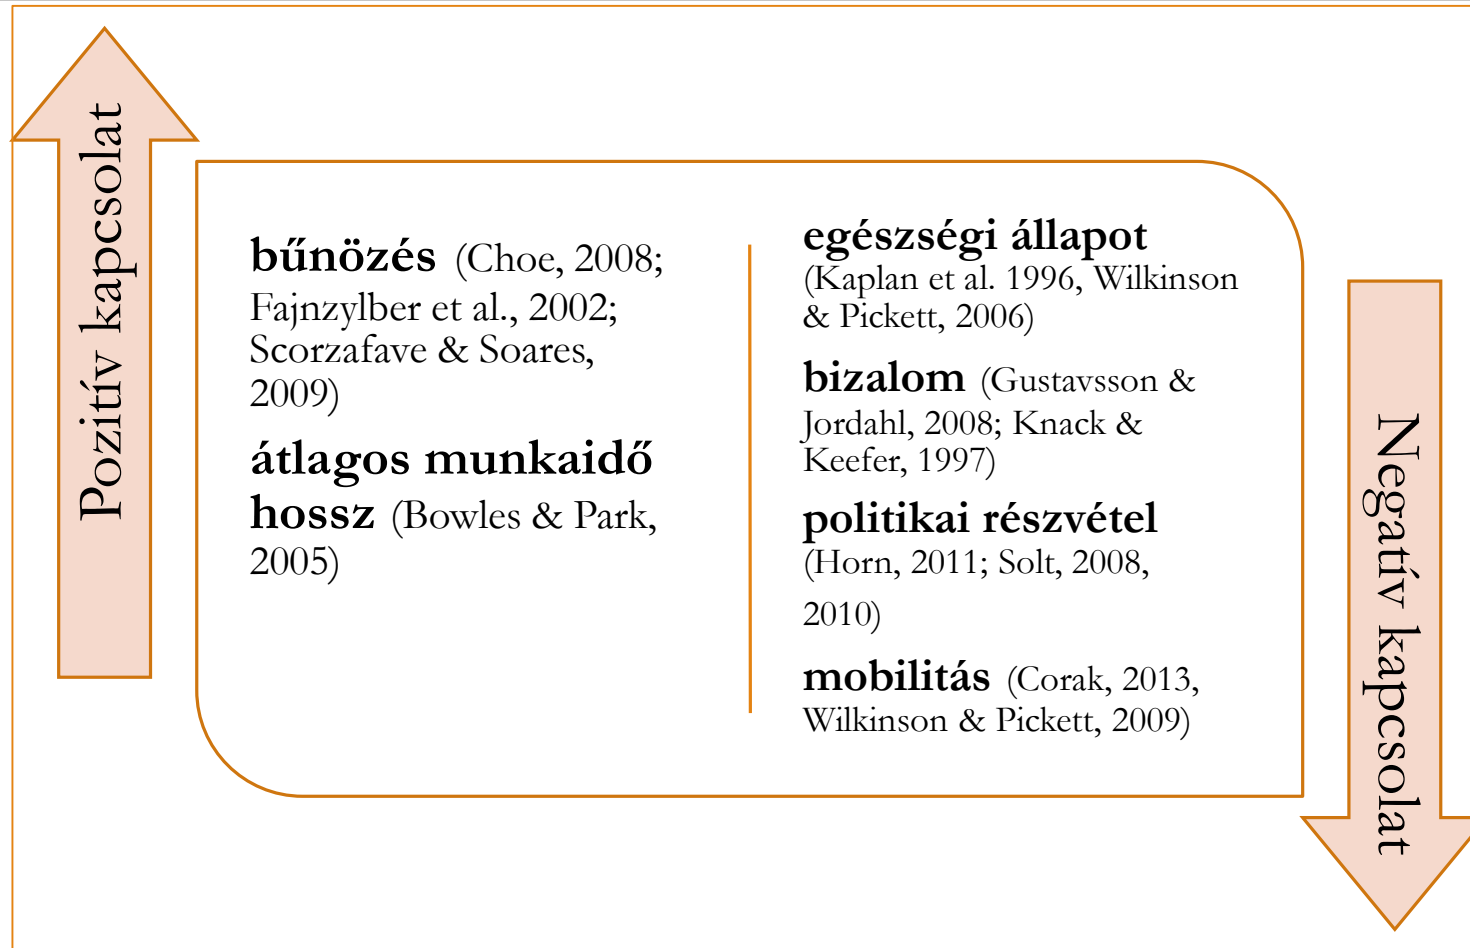 Pozitív kapcsolat
bűnözés (Choe, 2008;
Fajnzylber et al., 2002;
Scorzafave & Soares,
2009)
átlagos munkaidő
hossz (Bowles & Park,
2005)
egészségi állapot
(Kaplan et al. 1996, Wilkinson
& Pickett, 2006)
bizalom (Gustavsson &
Jordahl, 2008; Knack &
Keefer, 1997)
politikai részvétel
(Horn, 2011; Solt, 2008,
2010)
mobilitás (Corak, 2013,
Wilkinson & Pickett, 2009)
Negatív kapcsolat